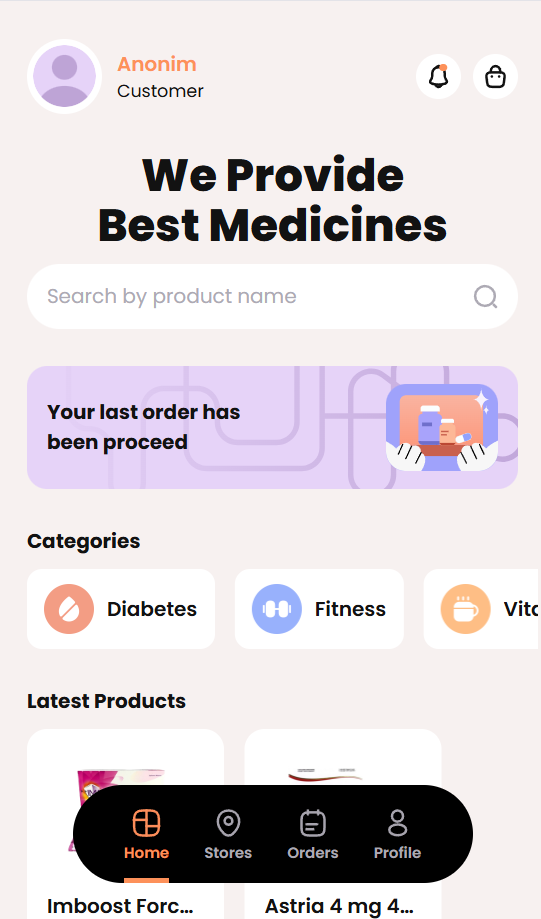 Anonim
Customer
We Provide
Best Medicines
Search by product name
Your last order has
been proceed
Categories
Diabetes
Fitness
Latest Products
Home
Stores
Orders
Profile
Imboost Forc...
Astria 4 mg 4...